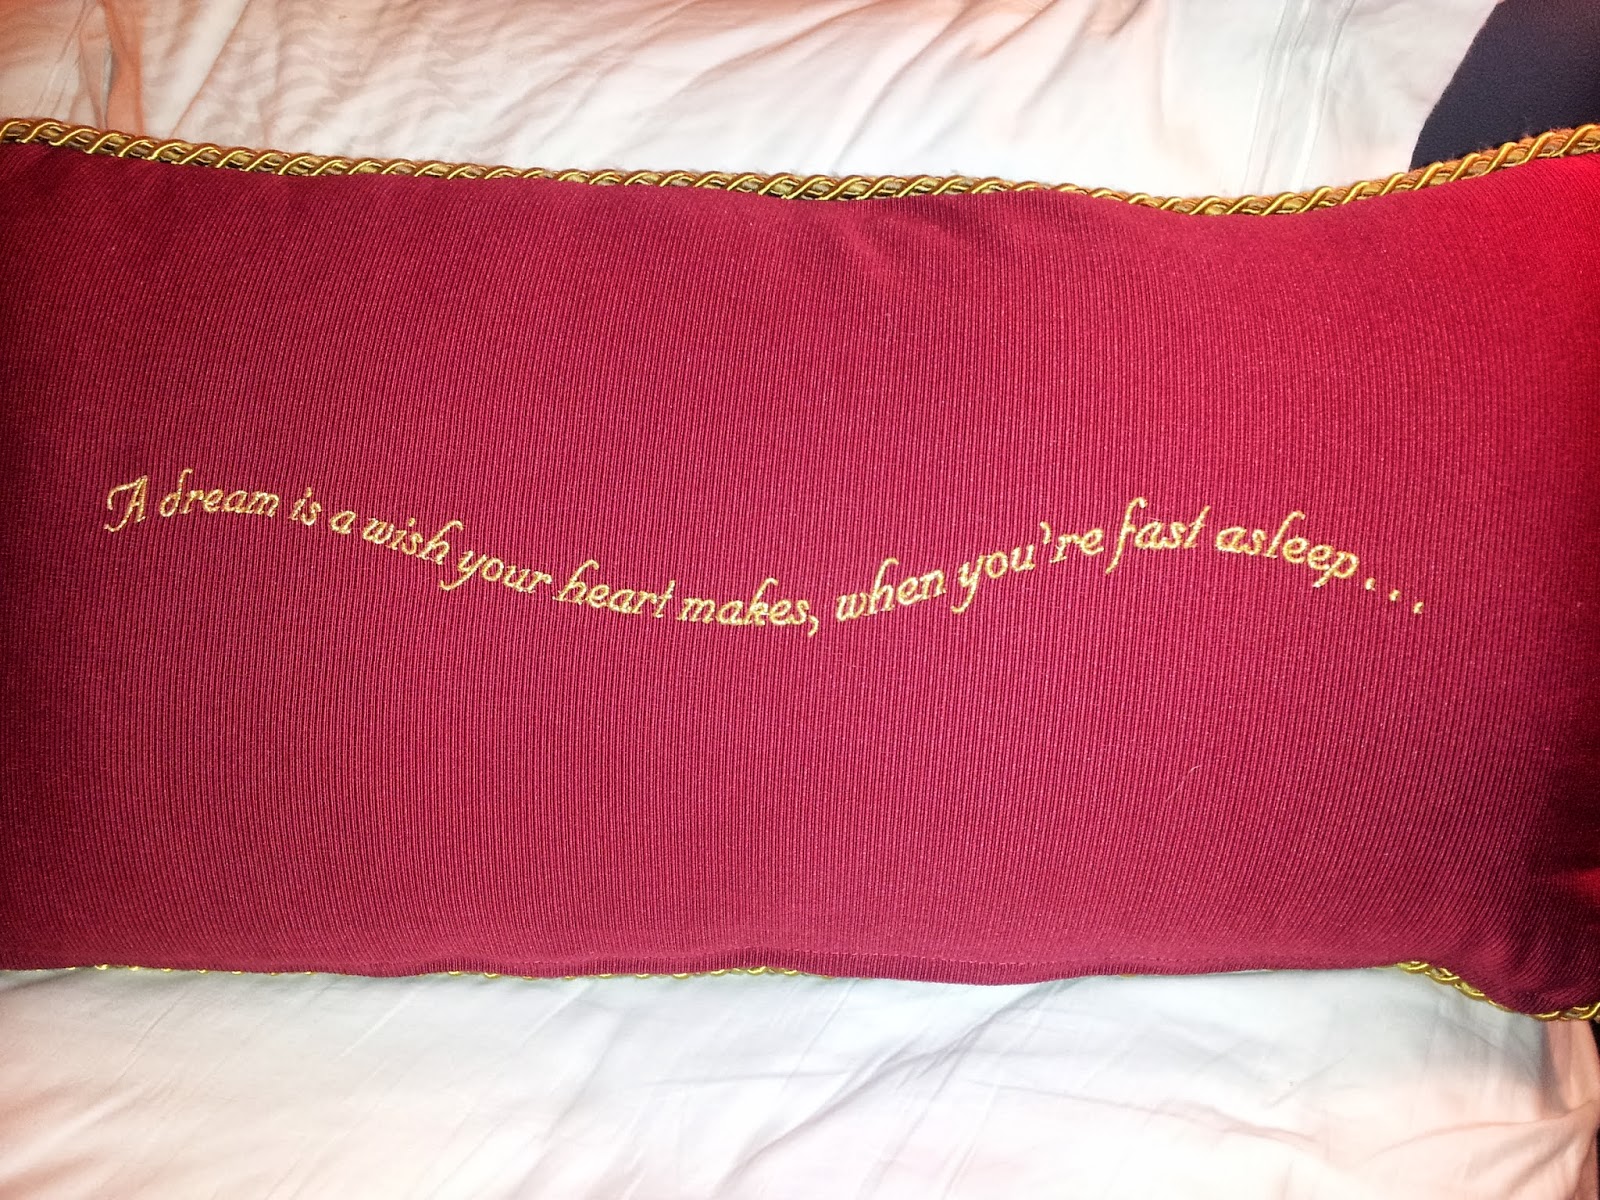 A dream is a wish your heart makes, when you're fast asleep...